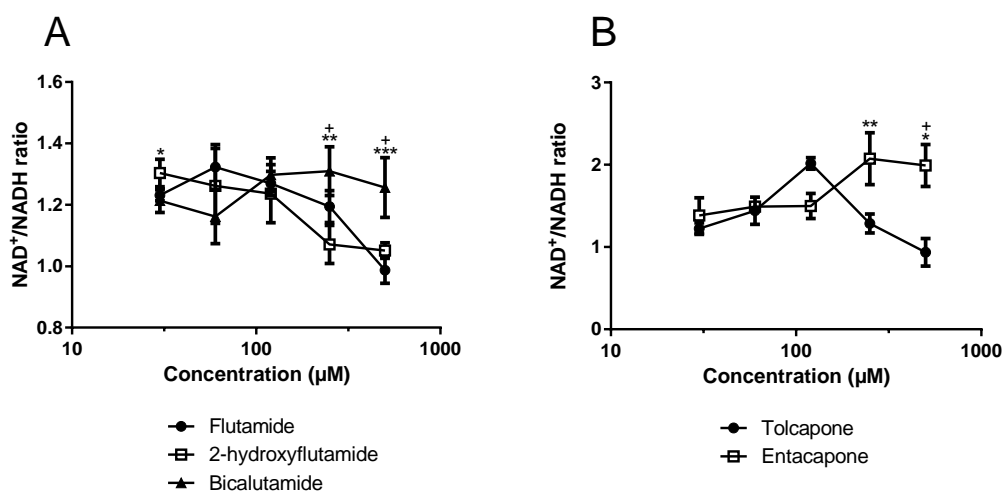 A
NAD+/NADH ratio
1.6
1.4
1.2
1.0
0.8
*
+
**
+
***
10
100
1000
Concentration (µM)
Flutamide
2-hydroxyflutamide
Bicalutamide
B
NAD+/NADH ratio
3
2
1
0
**
+
*
10
100
1000
Concentration (µM)
Tolcapone
Entacapone